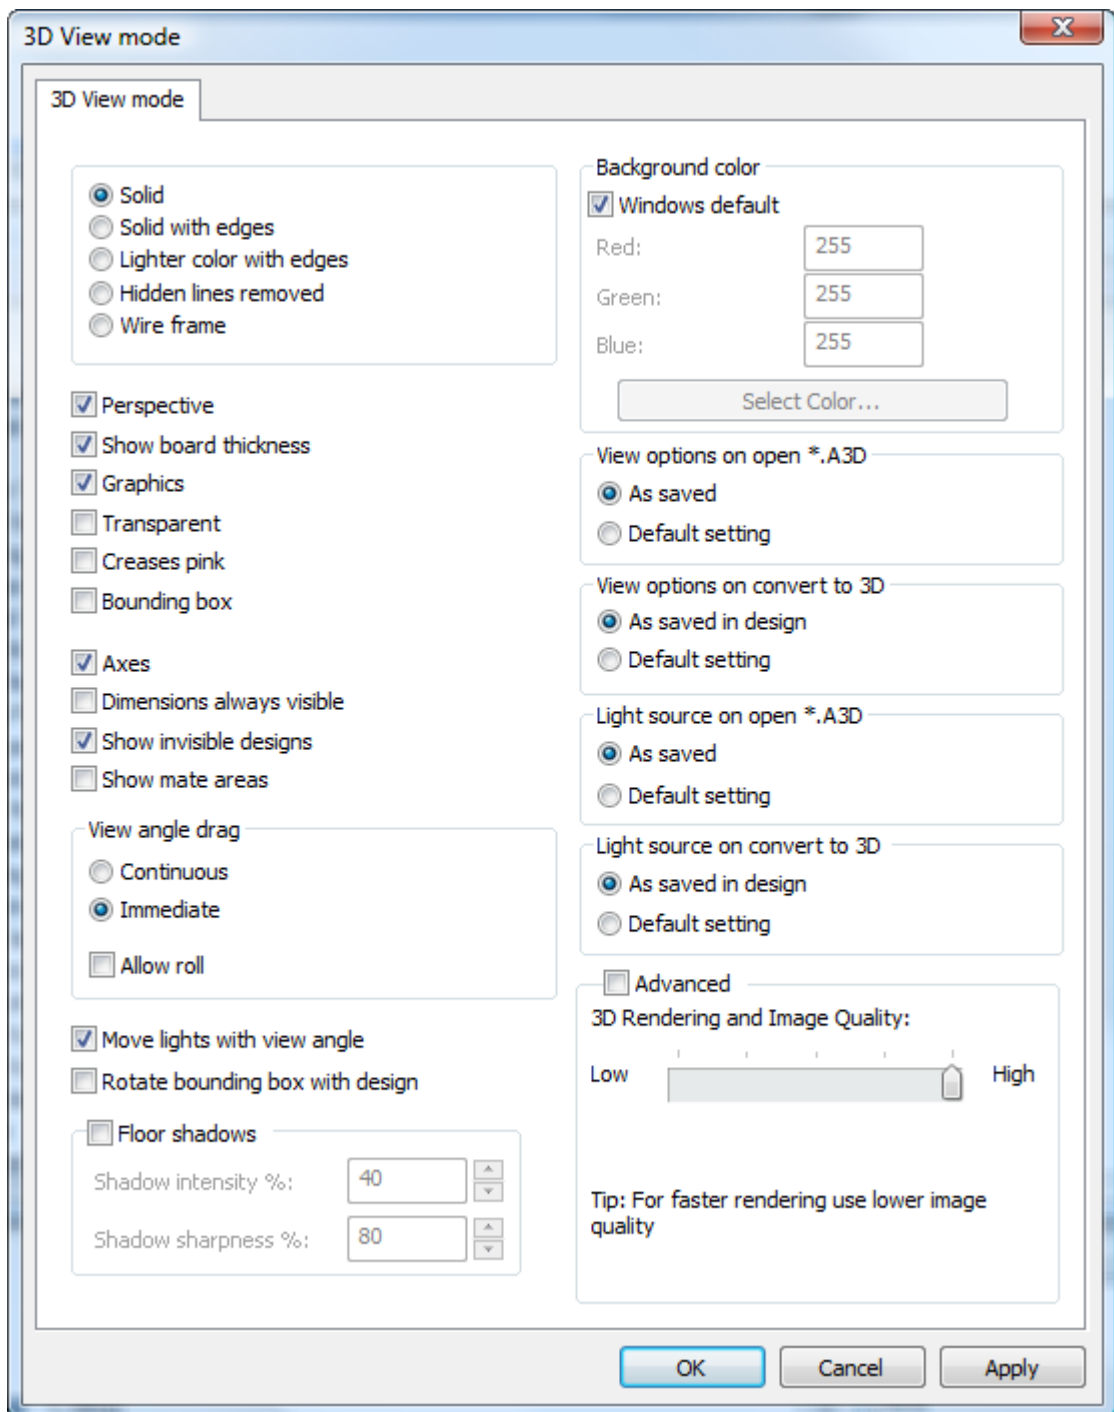 3D View mode
3D View mode
Solid
Solid with edges
Lighter color with edges
Hidden lines removed
Wire frame
Perspective
Show board thickness
Graphics
Transparent
Creases pink
Bounding box
Axes
Dimensions always visible
Show invisible designs
Show mate areas
View angle drag
Continuous
Immediate
Allow roll
Move lights with view angle
Rotate bounding box with design
Floor shadows
Shadow intensity %: 40
Shadow sharpness %: 80
Background color
Windows default
Red: 255
Green: 255
Blue: 255
Select Color...
View options on open *.A3D
As saved
Default setting
View options on convert to 3D
As saved in design
Default setting
Light source on open *.A3D
As saved
Default setting
Light source on convert to 3D
As saved in design
Default setting
Advanced
3D Rendering and Image Quality:
Low High
Tip: For faster rendering use lower image
quality
OK Cancel Apply